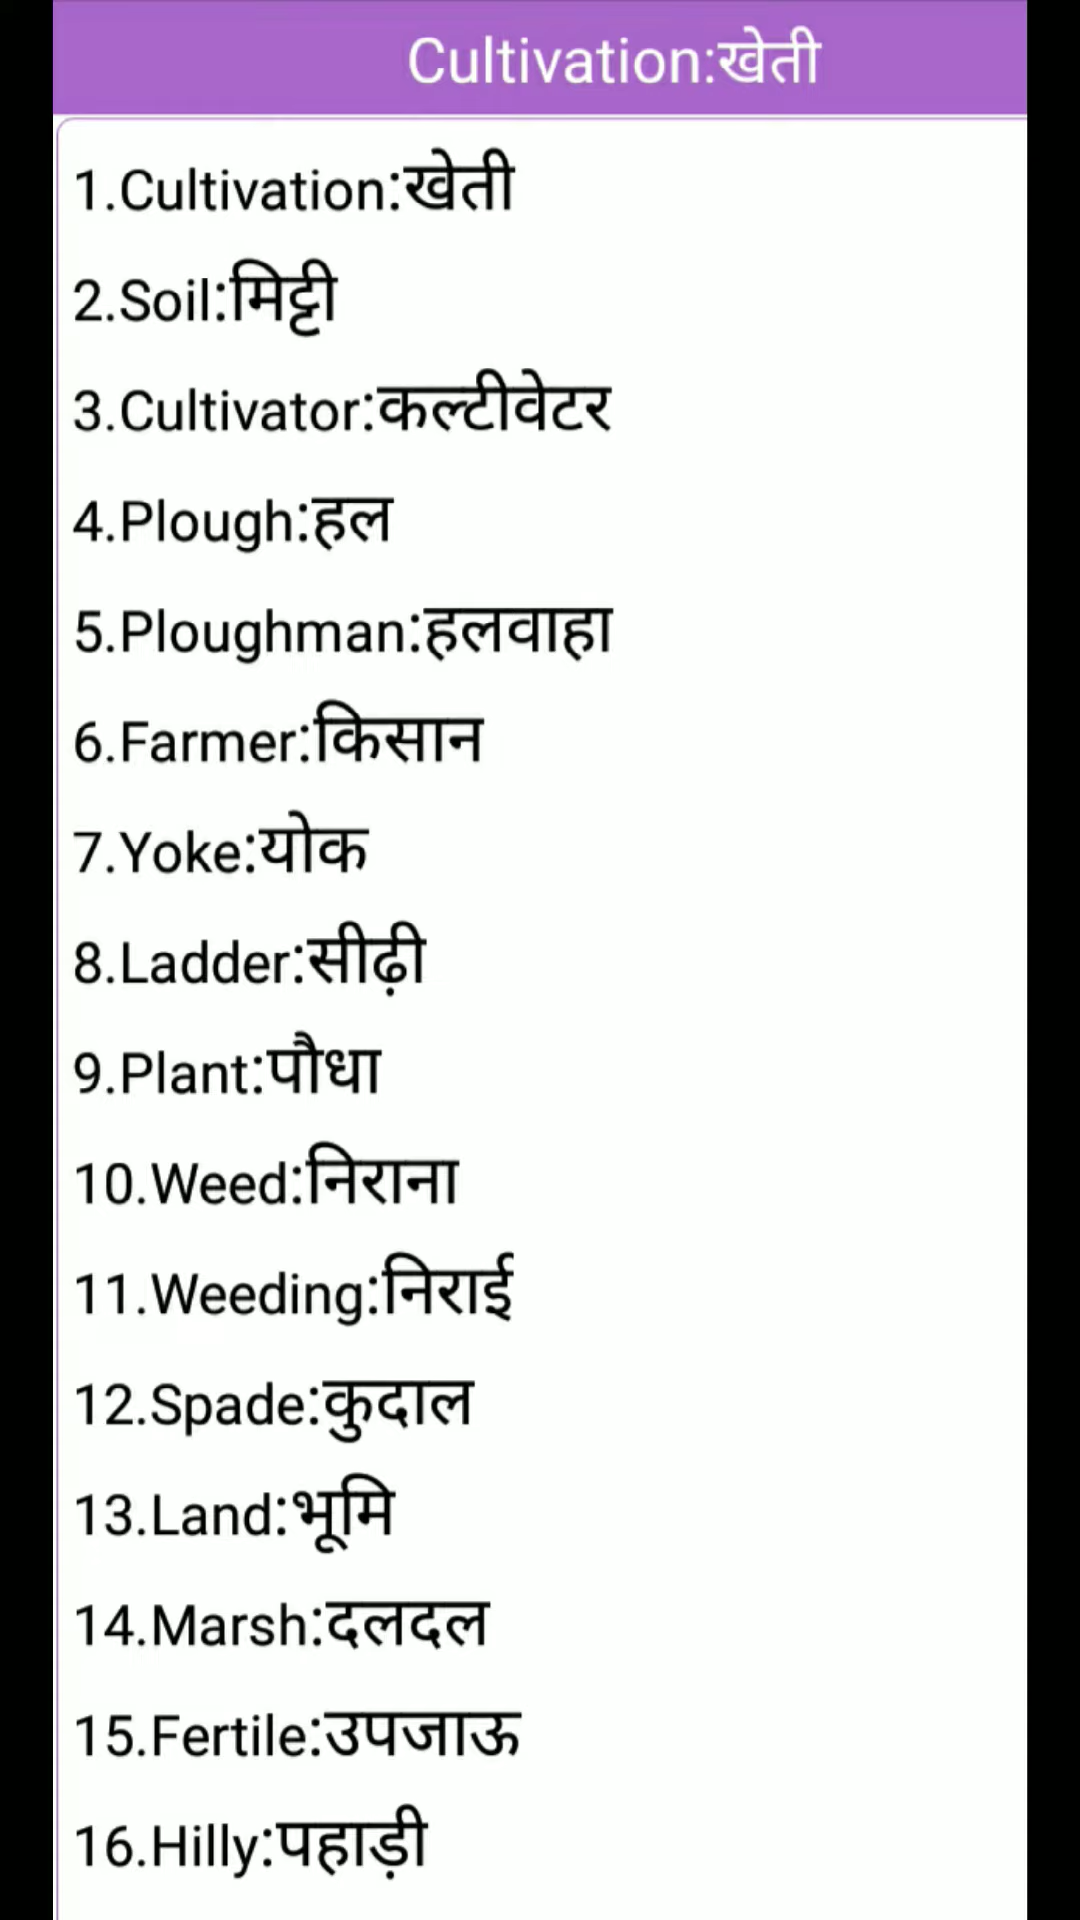 Cultivation:खेती
1.Cultivation:खेती
2.Soil:मिट्टी
3.Cultivator:कल्टीवेटर
4.Plough:हल
5.Ploughman:हलवाहा
6.Farmer:किसान
7.Yoke:योक
8.Ladder:सीढ़ी
9.Plant:पौधा
10.Weed:निराना
11.Weeding:निराई
12.Spade:कुदाल
13.Land:भूमि
14.Marsh:दलदल
15.Fertile:उपजाऊ
16.Hilly:पहाड़ी